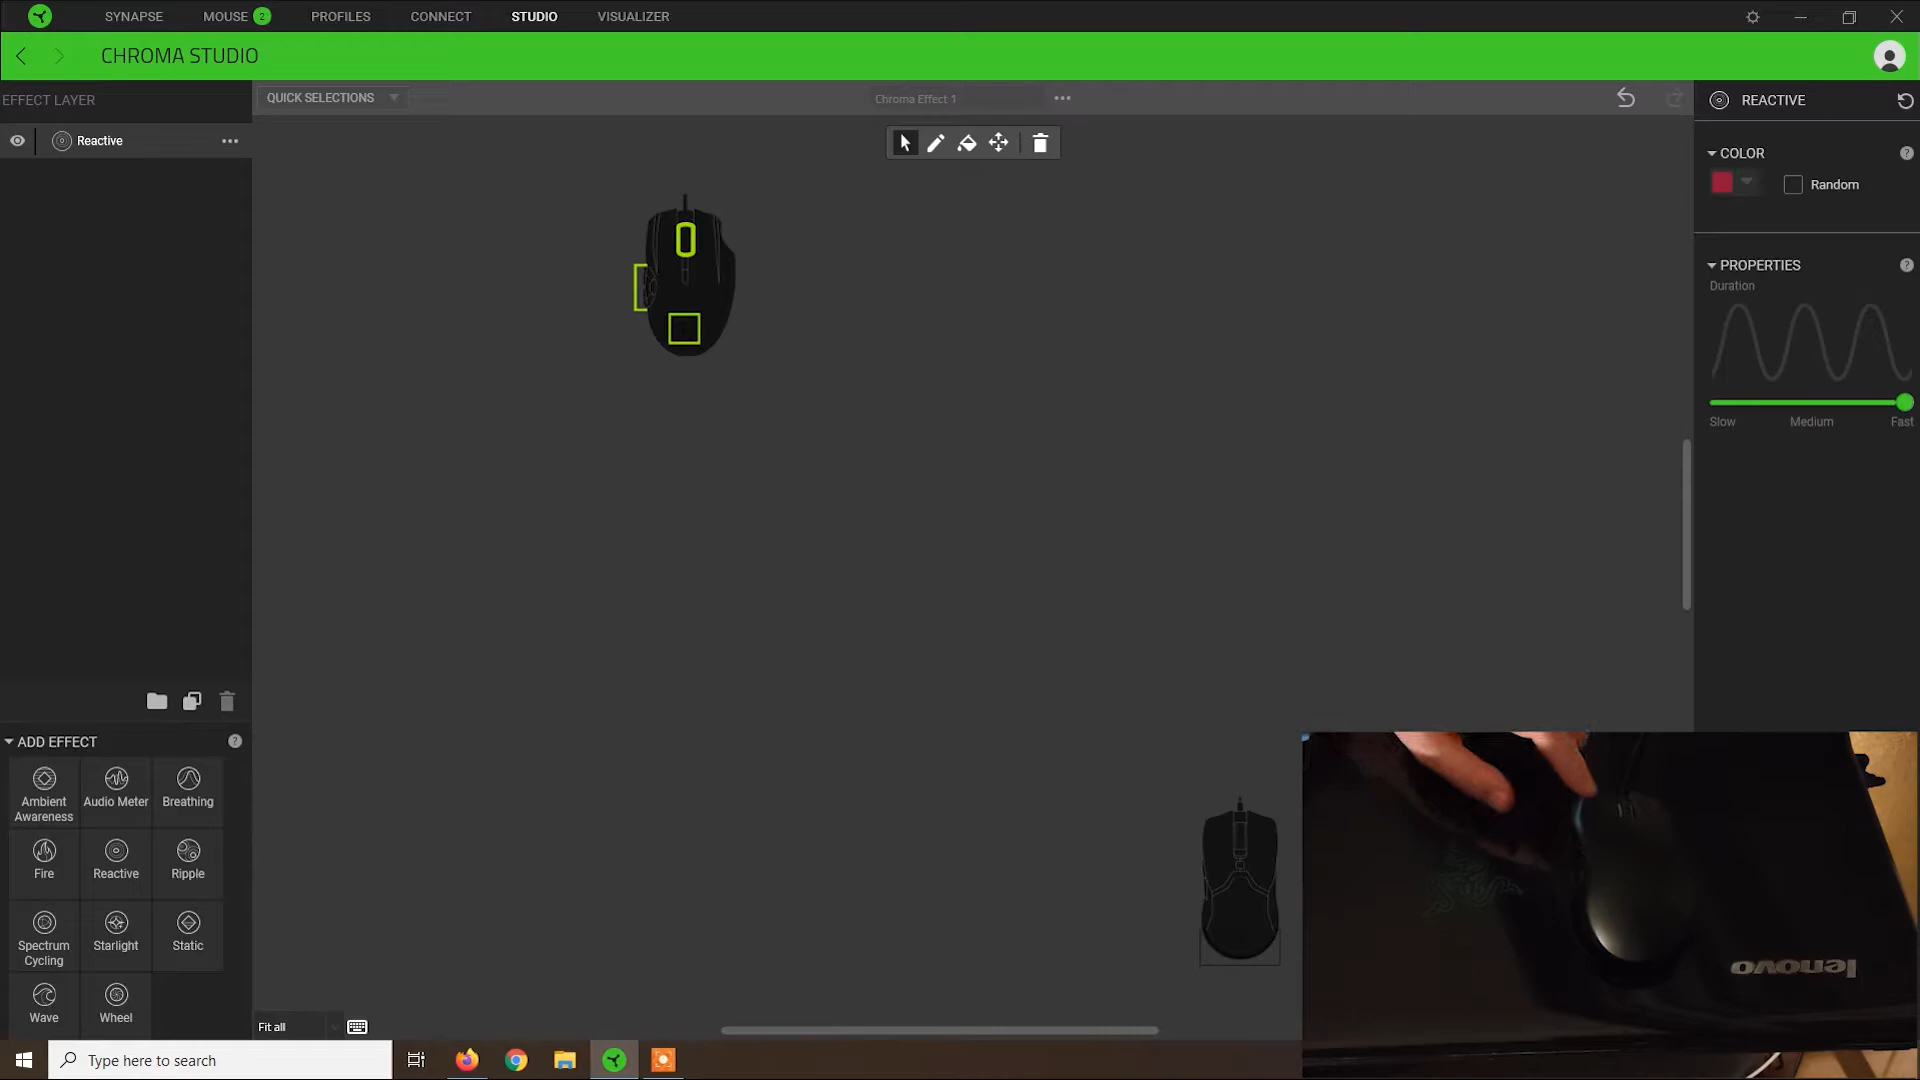 SYNAPSE
MOUSE 2
PROFILES
CONNECT
STUDIO
VISUALIZER
CHROMA STUDIO
EFFECT LAYER
QUICK SELECTIONS
Chroma Effect 1
REACTIVE
Reactive
COLOR
Random
PROPERTIES
Duration
Slow
Medium
Fast
ADD EFFECT
Ambient Awareness
Audio Meter
Breathing
Fire
Reactive
Ripple
Spectrum Cycling
Starlight
Static
Wave
Wheel
Fit all
lenovo
Type here to search